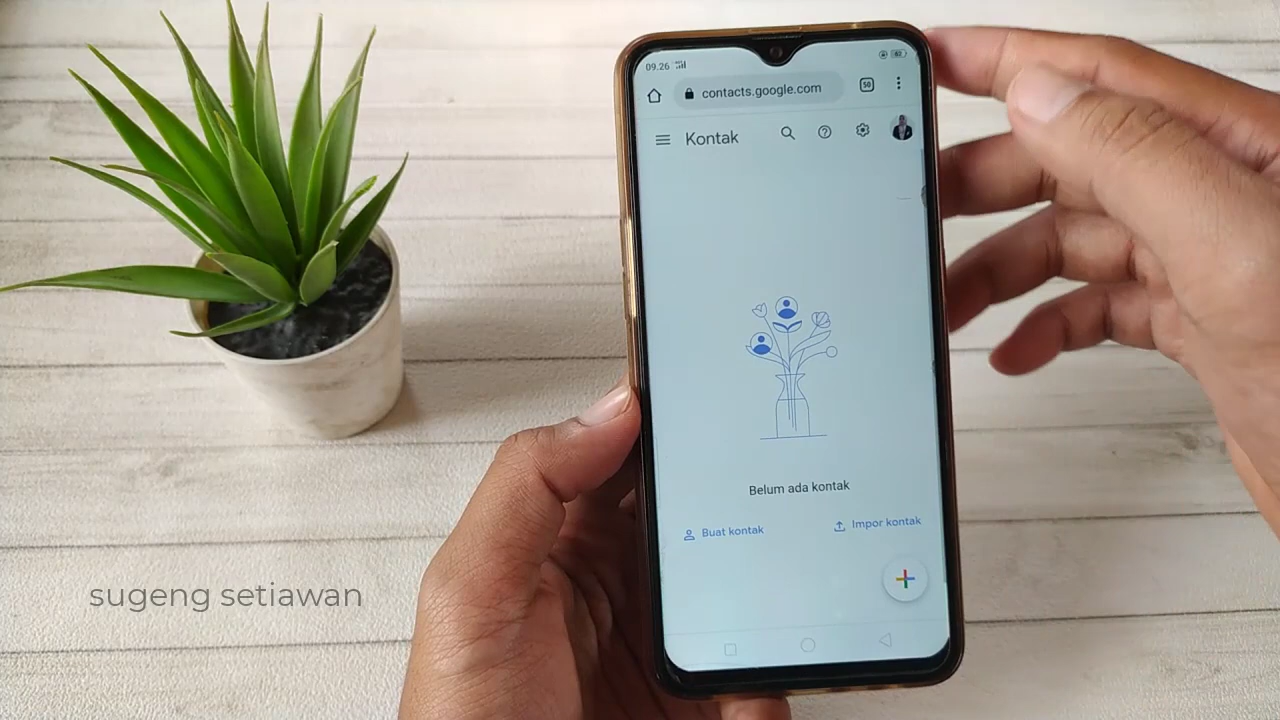 09.26
contacts.google.com
50
Kontak
Belum ada kontak
Buat kontak
Impor kontak
sugeng setiawan